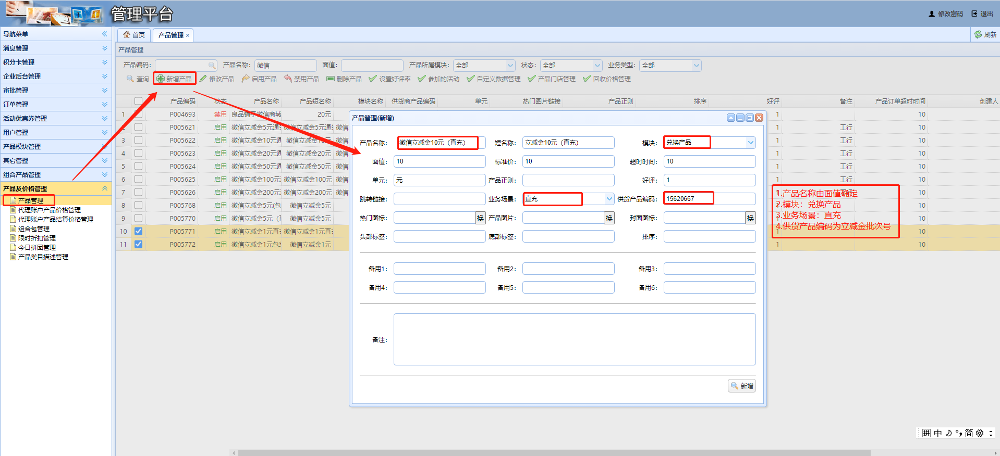 管理平台
修改密码 退出
导航菜单
消息管理
积分卡管理
企业后台管理
审批管理
订单管理
活动优惠券管理
用户管理
产品模块管理
其它管理
组合产品管理
产品及价格管理
产品管理
代理账户产品价格管理
代理账户产品结算价格管理
组合包管理
限时折扣管理
今日拼团管理
产品类目描述管理
首页 产品管理 × 刷新
产品管理
产品编码： 产品名称： 微信 面值： 产品所属模块： 全部 状态： 全部 业务类型： 全部
查询 新增产品 修改产品 启用产品 禁用产品 删除产品 设置好评率 参加的活动 自定义数据管理 产品门店管理 回收价格管理
产品编码 状态 产品名称 产品短名称 模块名称 供货商产品编码 单元 热门图片链接 产品正则 排序 好评 备注 产品订单超时时间 创建人
1 P004693 禁用 良品铺子微信商城 20元 1 10
2 P005621 启用 微信立减金5元通 微信立减金5元通 微信 1 工行 10
3 P005622 启用 微信立减金10元通 微信立减金10元 微信 1 工行 10
4 P005623 启用 微信立减金20元通 微信立减金20元 微信 1 工行 10
5 P005624 启用 微信立减金50元通 微信立减金50元 微信 1 工行 10
6 P005625 启用 微信立减金100元 微信立减金100元 微信 1 工行 10
7 P005626 启用 微信立减金200元 微信立减金200元 微信 1 工行 10
8 P005768 启用 微信立减金5元(包 微信立减金5元 10
9 P005770 启用 微信立减金5元（直 微信立减金5元 10
10 P005771 启用 微信立减金1元直充 微信立减金1元直充 1 10
11 P005772 启用 微信立减金1元包 微信立减金1元 1 10
产品管理(新增)
产品名称： 微信立减金10元（直充） 短名称： 立减金10元（直充） 模块： 兑换产品
面值： 10 标准价： 10 超时时间： 10
单元： 元 产品正则： 好评： 1
跳转链接： 业务场景： 直充 供货产品编码： 15620667
热门图标： 换 产品图片： 换 封面图标： 换
头部标签： 底部标签： 排序：
备用1： 备用2： 备用3：
备用4： 备用5： 备用6：
备注：
新增
1.产品名称由面值确定
2.模块：兑换产品
3.业务场景：直充
4.供货产品编码为立减金批次号
拼 中 简